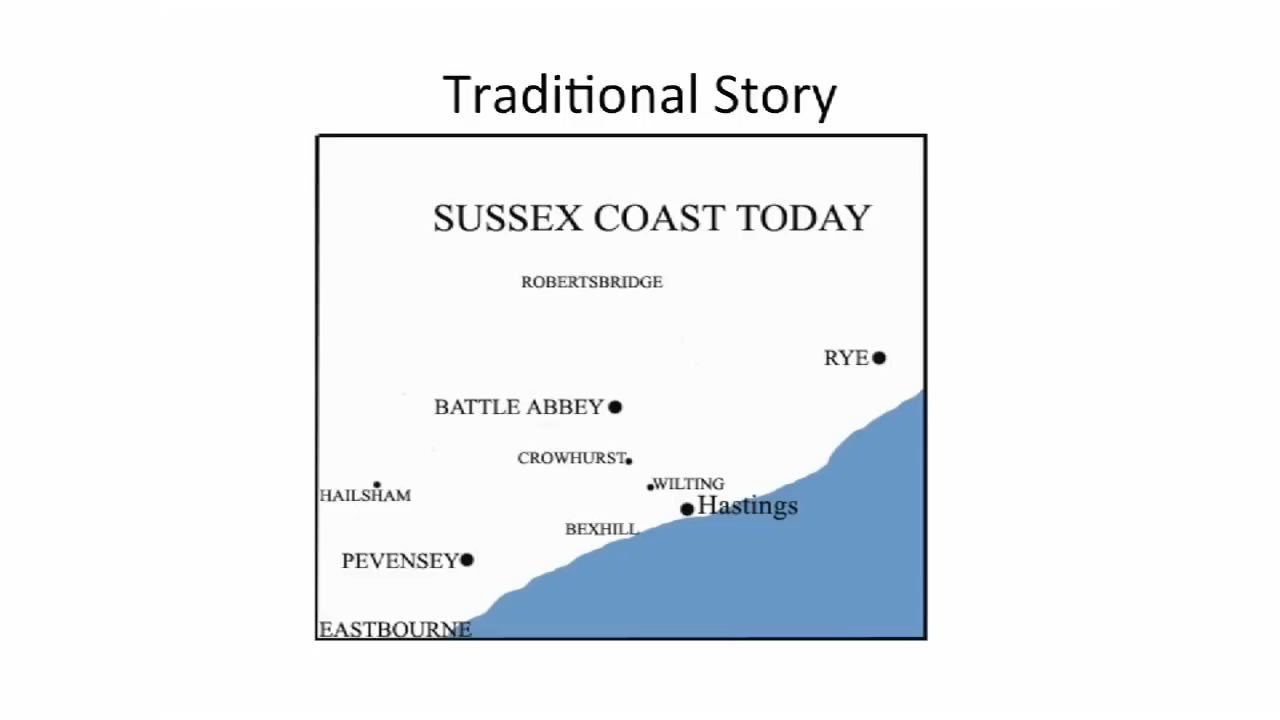 Traditional Story
SUSSEX COAST TODAY
ROBERTSBRIDGE
RYE
BATTLE ABBEY
CROWHURST
WILTING
HAILSHAM
Hastings
BEXHILL
PEVENSEY
EASTBOURNE